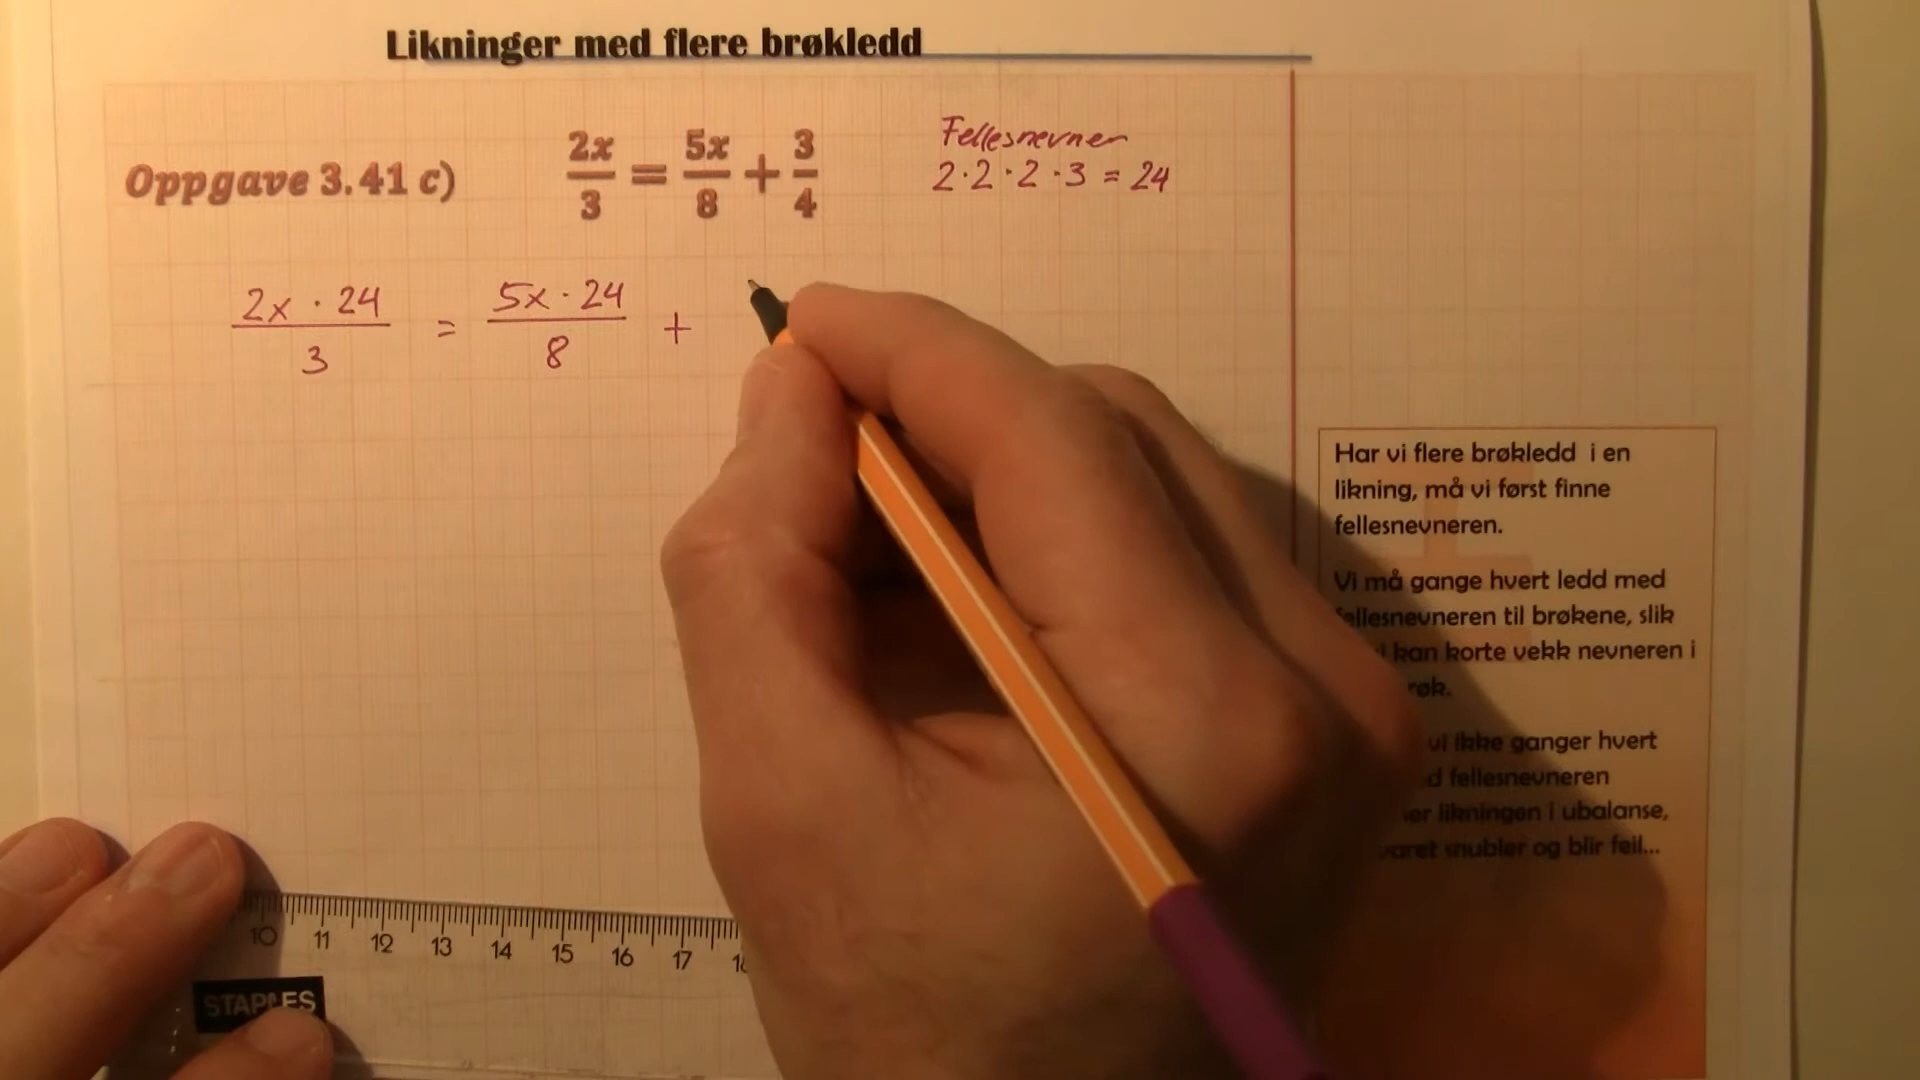 Likninger med flere brøkledd
Oppgave 3.41 c)
2x/3 = 5x/8 + 3/4
Fellesnevner
2·2·2·3 = 24
2x · 24 / 3 = 5x · 24 / 8 +
Har vi flere brøkledd i en
likning, må vi først finne
fellesnevneren.
Vi må gange hvert ledd med
fellesnevneren til brøkene, slik
kan korte vekk nevneren i
vi ikke ganger hvert
fellesnevneren
likningen i ubalanse,
snubler og blir feil...
10 11 12 13 14 15 16 17
STAPLES